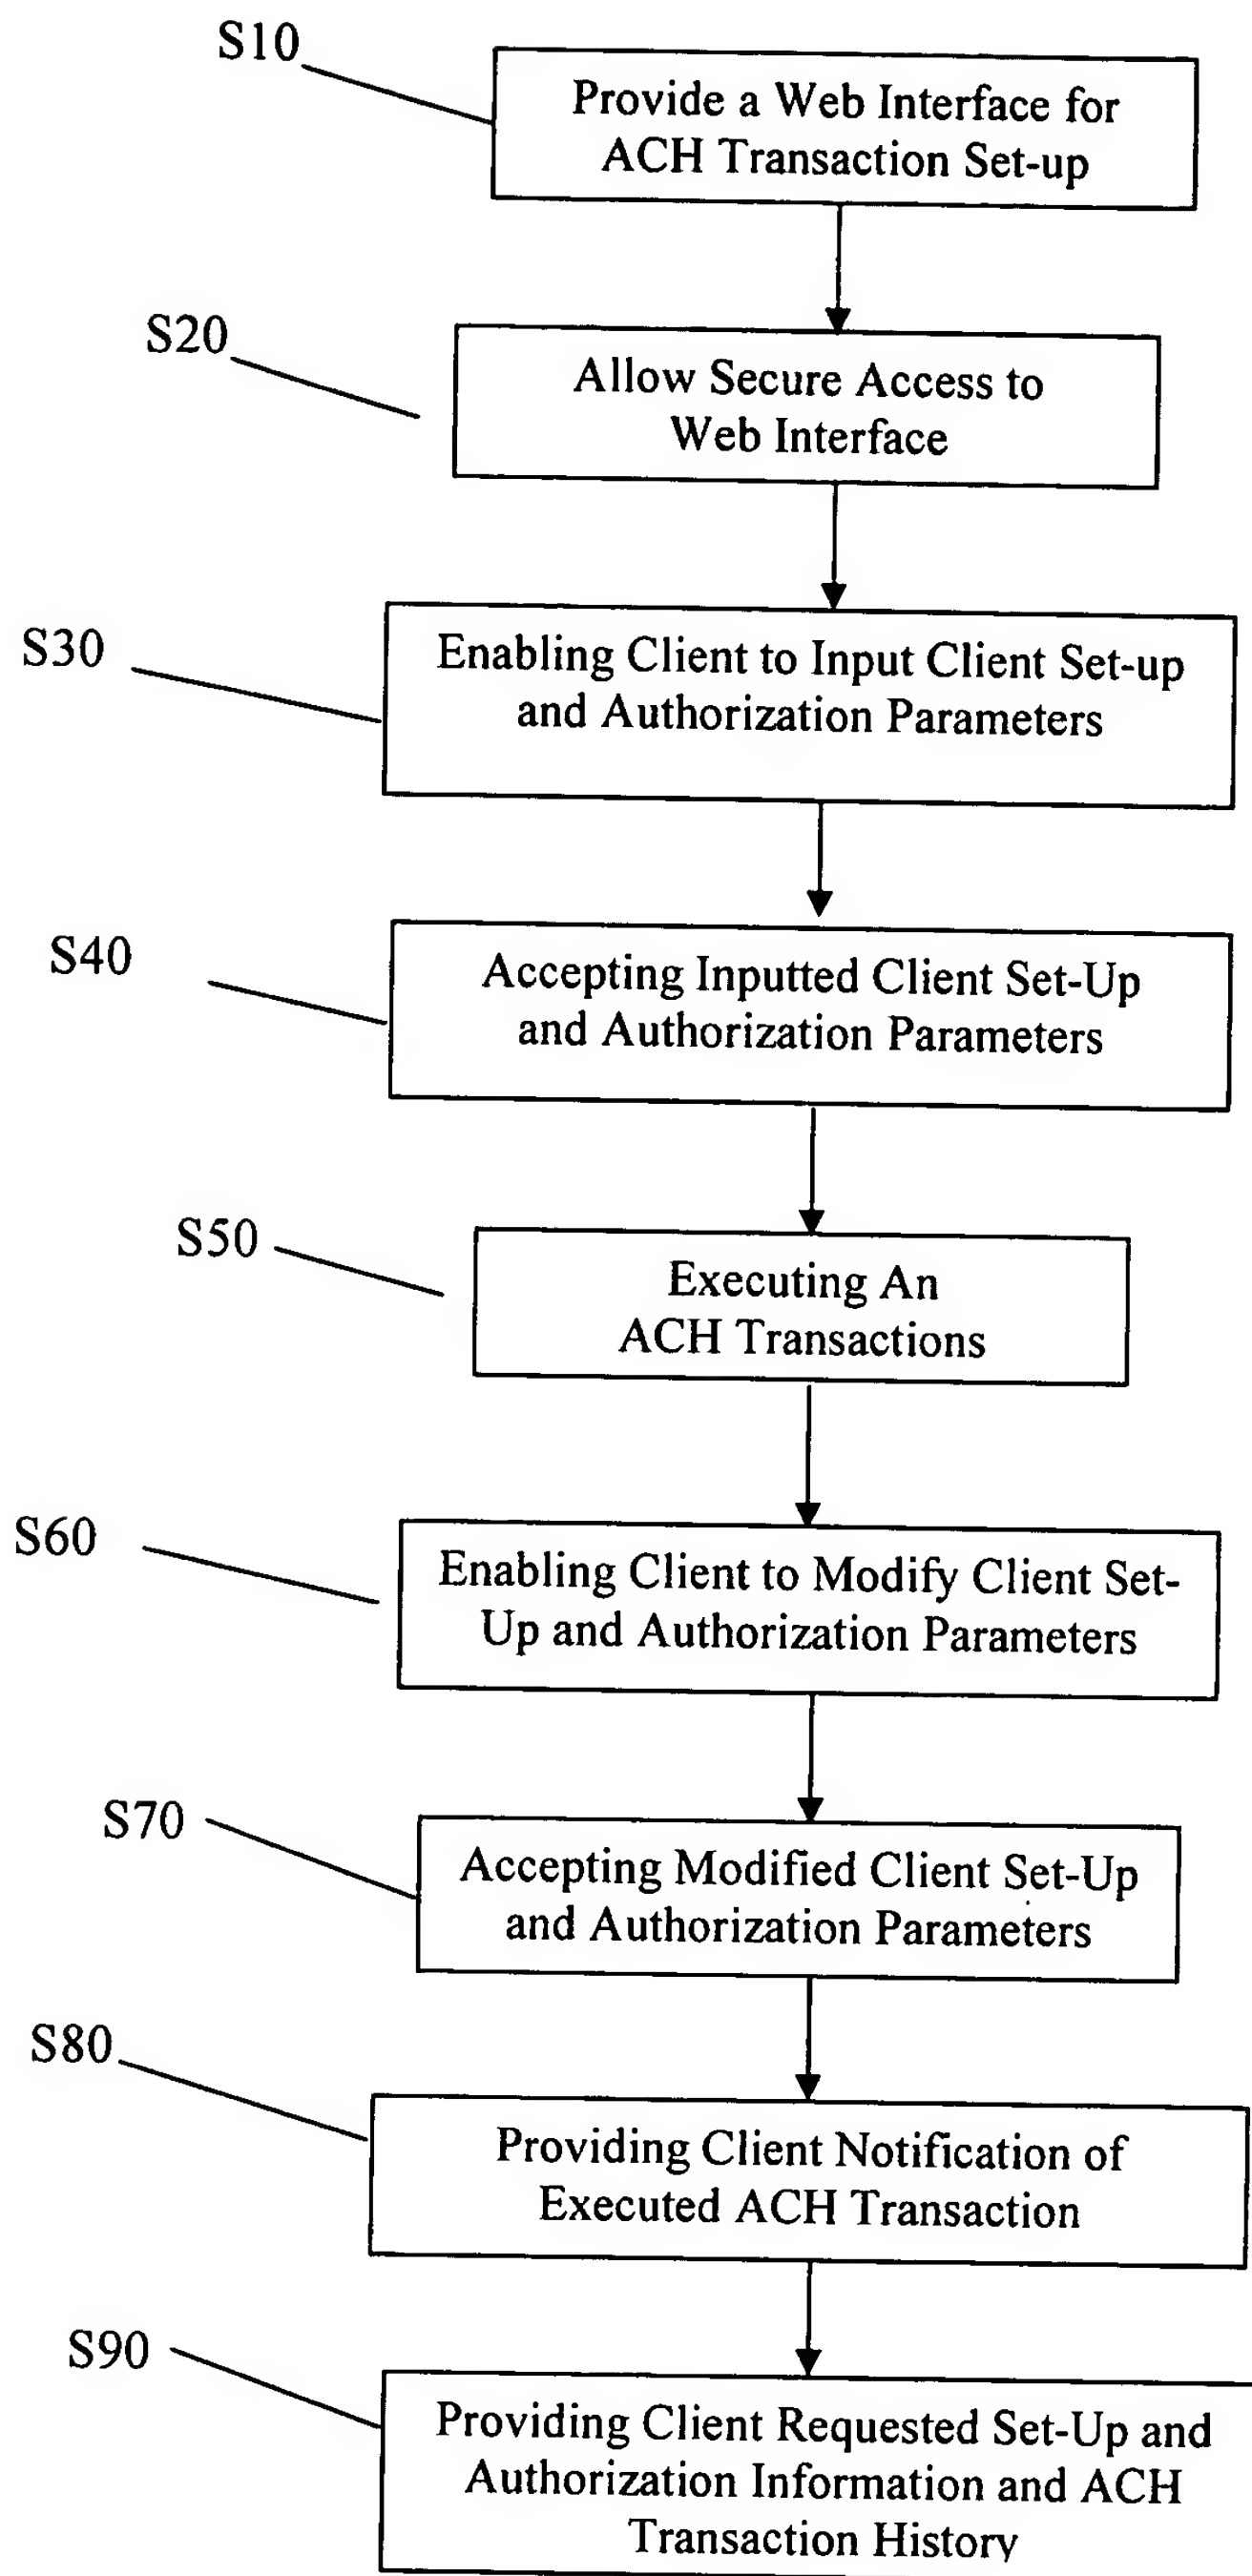 S10
Provide a Web Interface for
ACH Transaction Set-up
S20
Allow Secure Access to
Web Interface
S30
Enabling Client to Input Client Set-up
and Authorization Parameters
S40
Accepting Inputted Client Set-Up
and Authorization Parameters
S50
Executing An
ACH Transactions
S60
Enabling Client to Modify Client Set-
Up and Authorization Parameters
S70
Accepting Modified Client Set-Up
and Authorization Parameters
S80
Providing Client Notification of
Executed ACH Transaction
S90
Providing Client Requested Set-Up and
Authorization Information and ACH
Transaction History